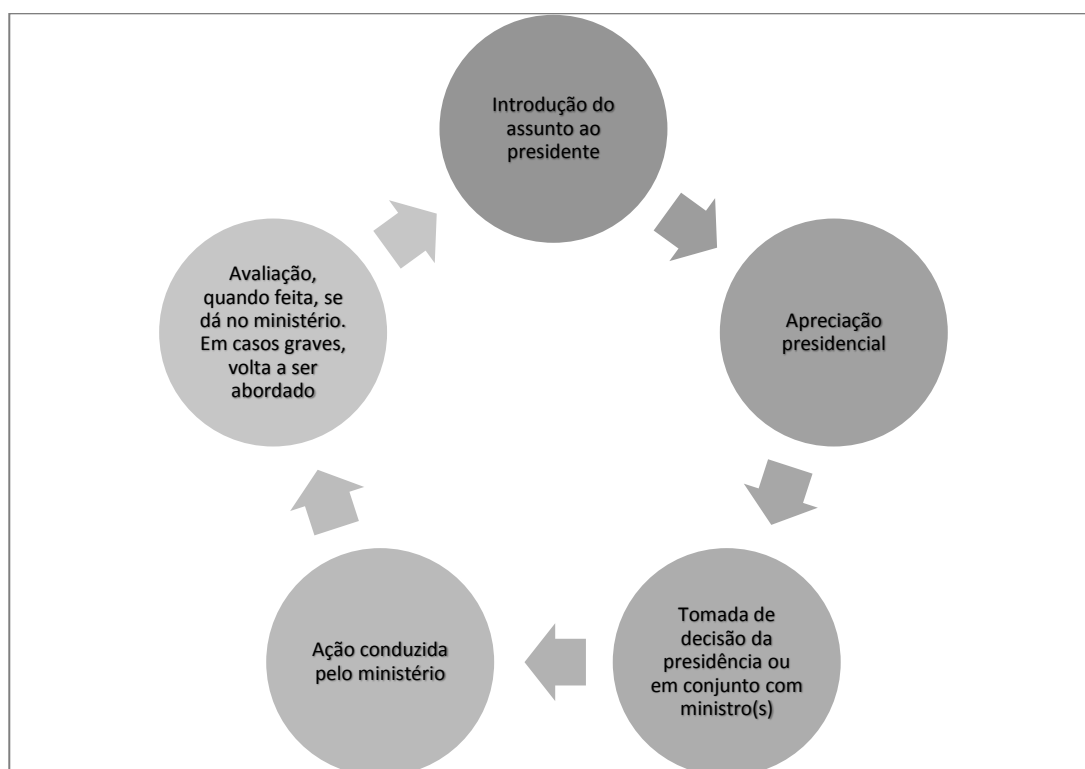 Introdução do
assunto ao
presidente
Apreciação
presidencial
Tomada de
decisão da
presidência ou
em conjunto com
ministro(s)
Ação conduzida
pelo ministério
Avaliação,
quando feita, se
dá no ministério.
Em casos graves,
volta a ser
abordado